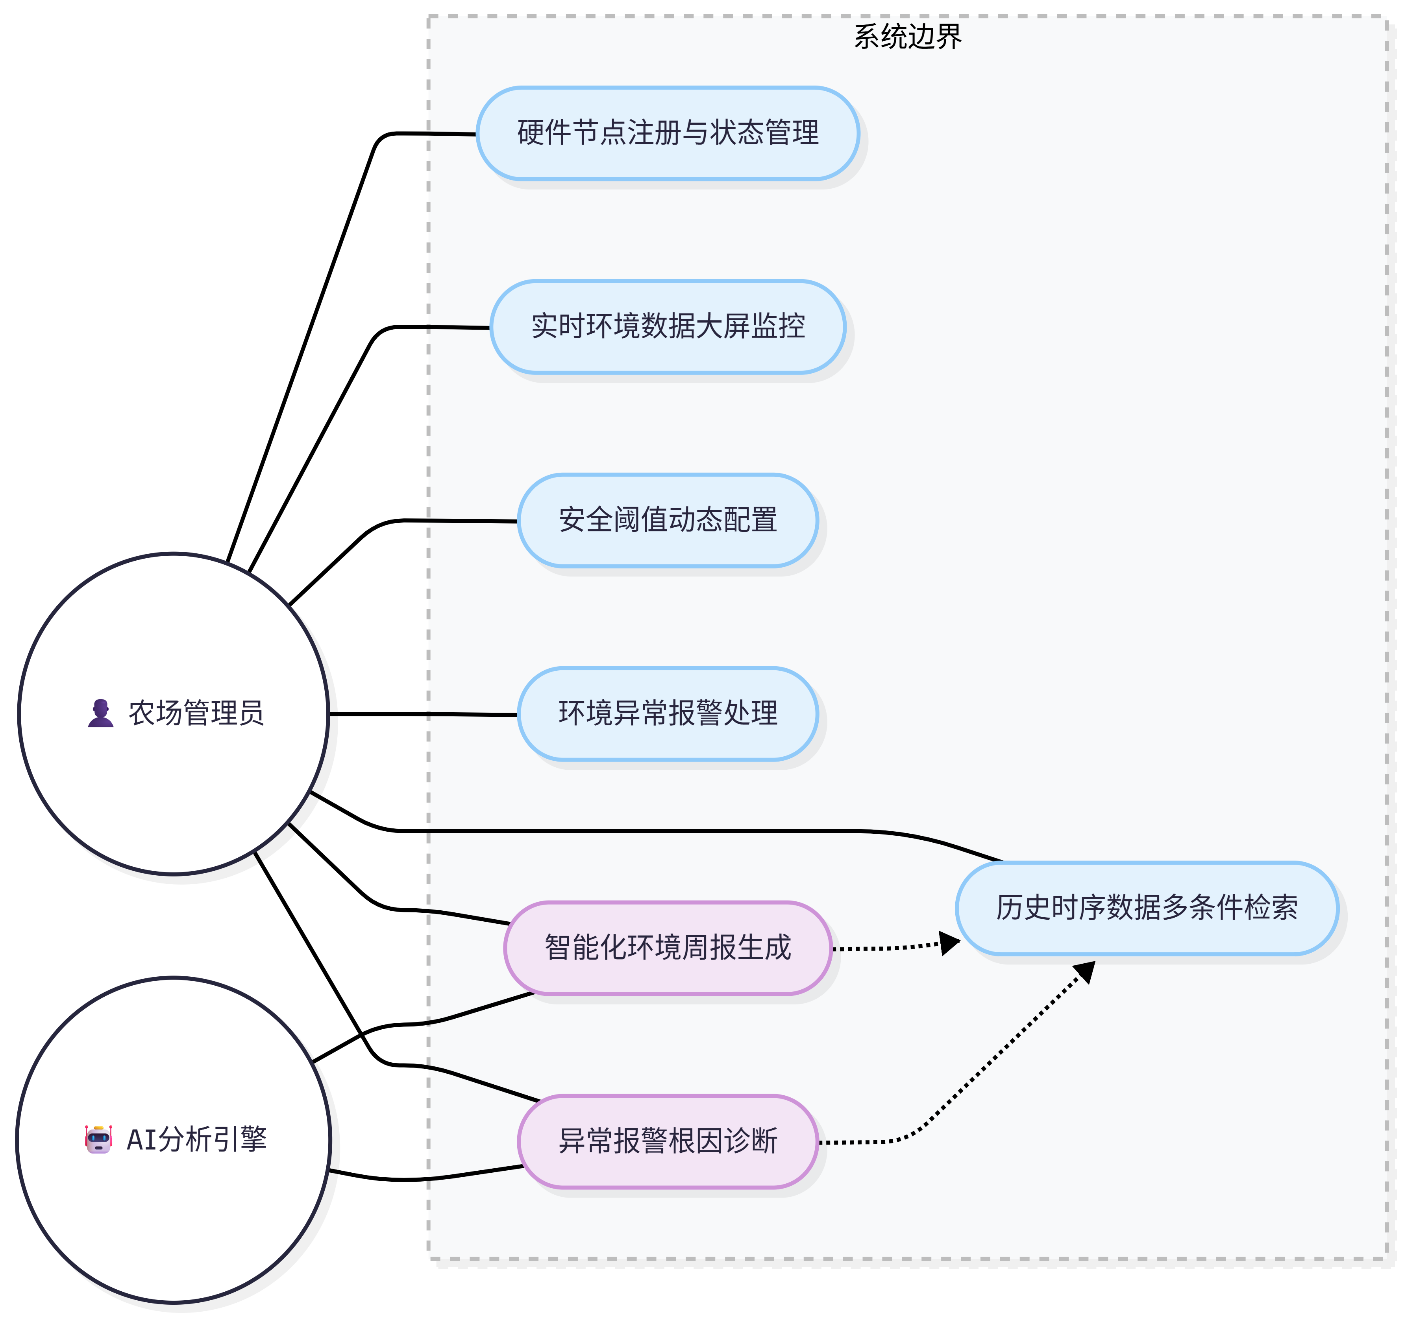 系统边界
硬件节点注册与状态管理
实时环境数据大屏监控
安全阈值动态配置
农场管理员
环境异常报警处理
历史时序数据多条件检索
智能化环境周报生成
AI分析引擎
异常报警根因诊断